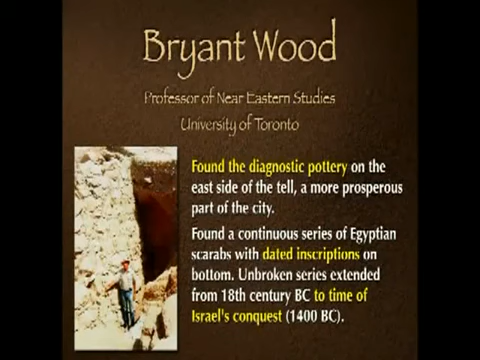 Bryant Wood
Professor of Near Eastern Studies
University of Toronto
Found the diagnostic pottery on the
east side of the tell, a more prosperous
part of the city.
Found a continuous series of Egyptian
scarabs with dated inscriptions on
bottom. Unbroken series extended
from 18th century BC to time of
Israel's conquest (1400 BC).